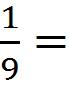 1/9 =